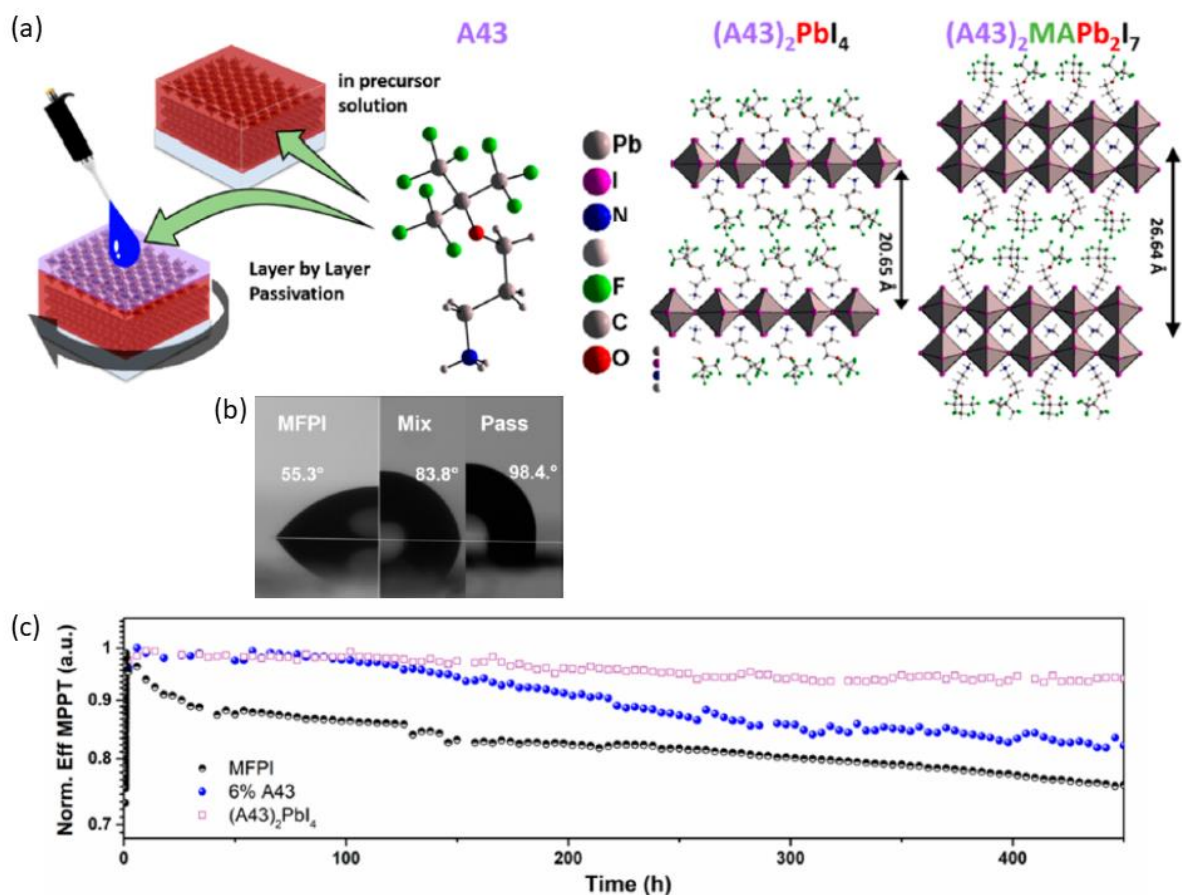 (a)
A43
(A43)₂PbI₄
(A43)₂MAPb₂I₇
in precursor
solution
Layer by Layer
Passivation
Pb
I
N
F
C
O
20.65 Å
26.64 Å
(b)
MFPI
Mix
Pass
55.3°
83.8°
98.4.°
(c)
Norm. Eff MPPT (a.u.)
1
0.9
0.8
0.7
MFPI
6% A43
(A43)₂PbI₄
0
100
200
300
400
Time (h)